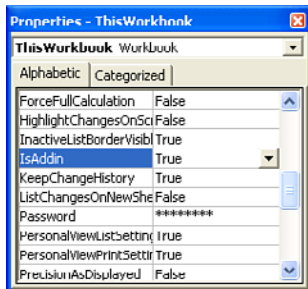 Properties - ThisWorkbook
ThisWorkbook Workbook
Alphabetic Categorized
ForceFullCalculation False
HighlightChangesOnScr False
InactiveListBorderVisibl True
IsAddin True
KeepChangeHistory True
ListChangesOnNewShe False
Password ********
PersonalViewListSetting True
PersonalViewPrintSettir True
PrecisionAsDisplayed False